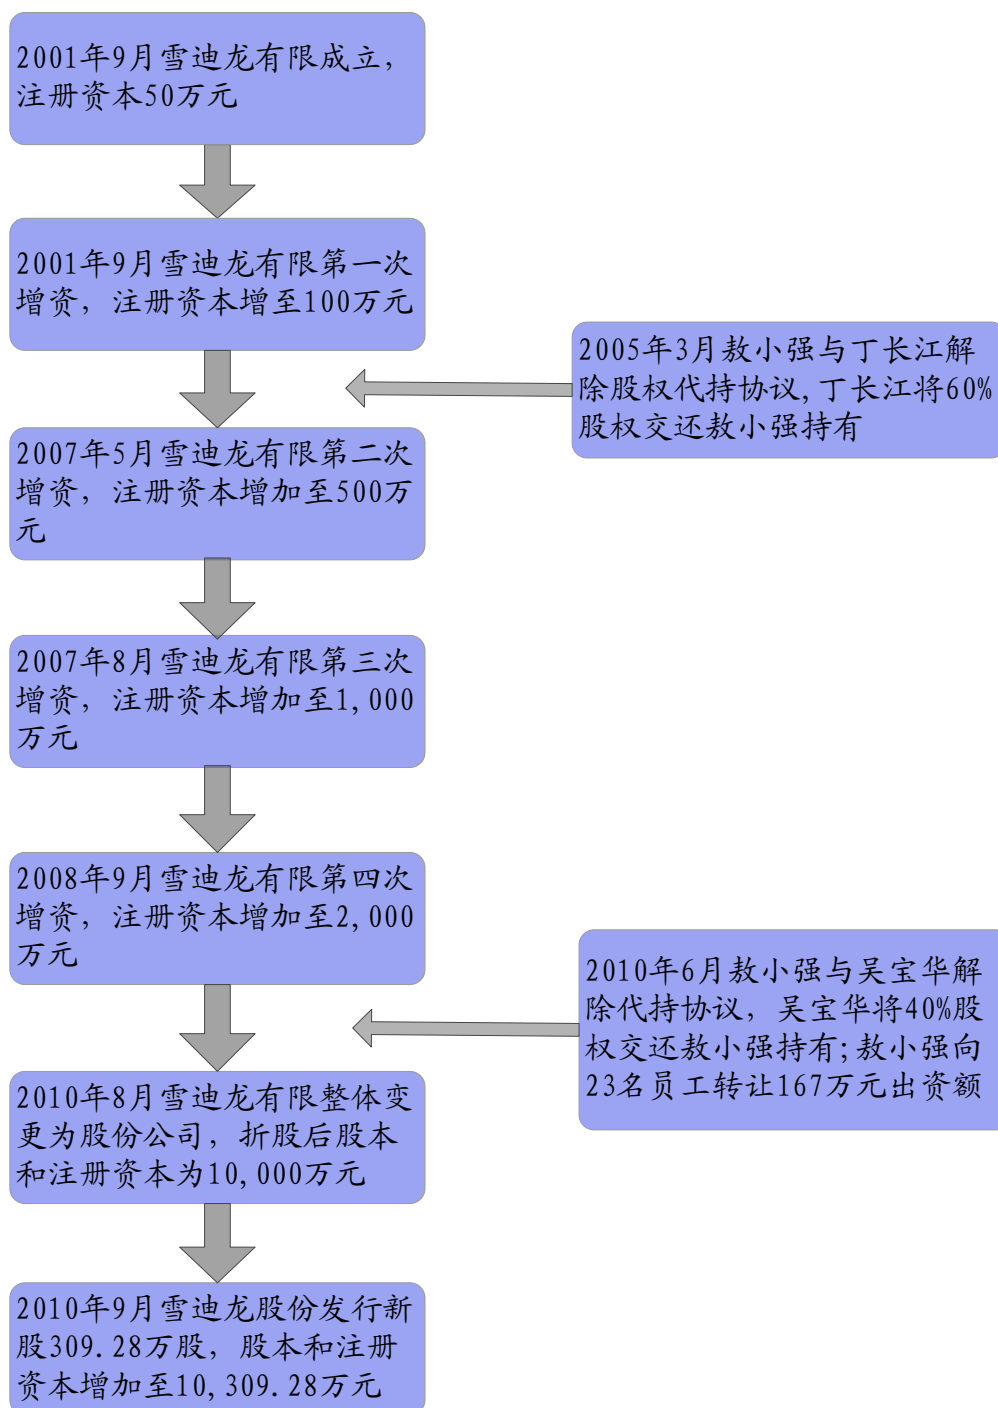 2001年9月雪迪龙有限成立，
注册资本50万元
2001年9月雪迪龙有限第一次
增资，注册资本增至100万元
2005年3月敖小强与丁长江解
除股权代持协议,丁长江将60%
股权交还敖小强持有
2007年5月雪迪龙有限第二次
增资，注册资本增加至500万
元
2007年8月雪迪龙有限第三次
增资，注册资本增加至1,000
万元
2008年9月雪迪龙有限第四次
增资，注册资本增加至2,000
万元
2010年6月敖小强与吴宝华解
除代持协议，吴宝华将40%股
权交还敖小强持有;敖小强向
23名员工转让167万元出资额
2010年8月雪迪龙有限整体变
更为股份公司，折股后股本
和注册资本为10,000万元
2010年9月雪迪龙股份发行新
股309.28万股，股本和注册
资本增加至10,309.28万元